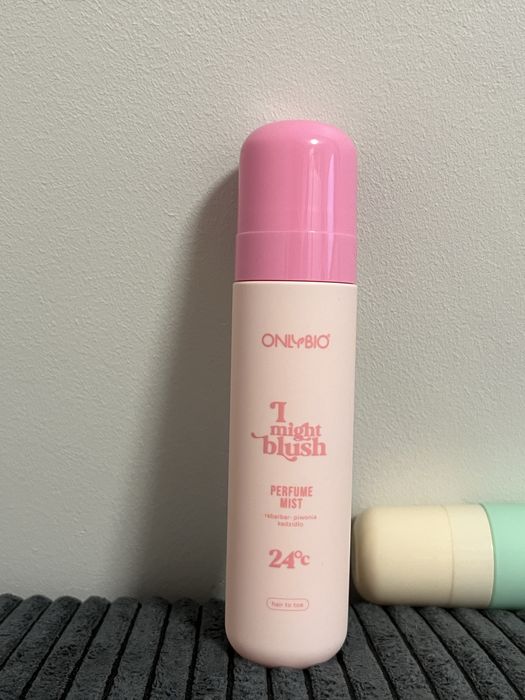 ONLYBIO
I
might
blush
PERFUME
MIST
rabarbar· piwonia
kadzidło
24°C
hair to toe